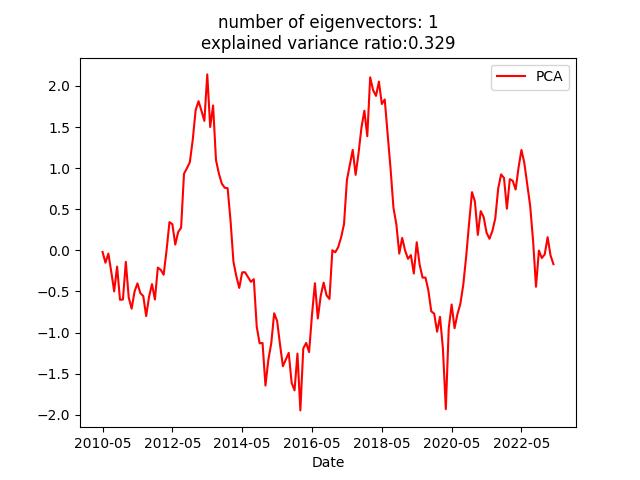 number of eigenvectors: 1
explained variance ratio:0.329
PCA
2.0
1.5
1.0
0.5
0.0
−0.5
−1.0
−1.5
−2.0
2010-05 2012-05 2014-05 2016-05 2018-05 2020-05 2022-05
Date